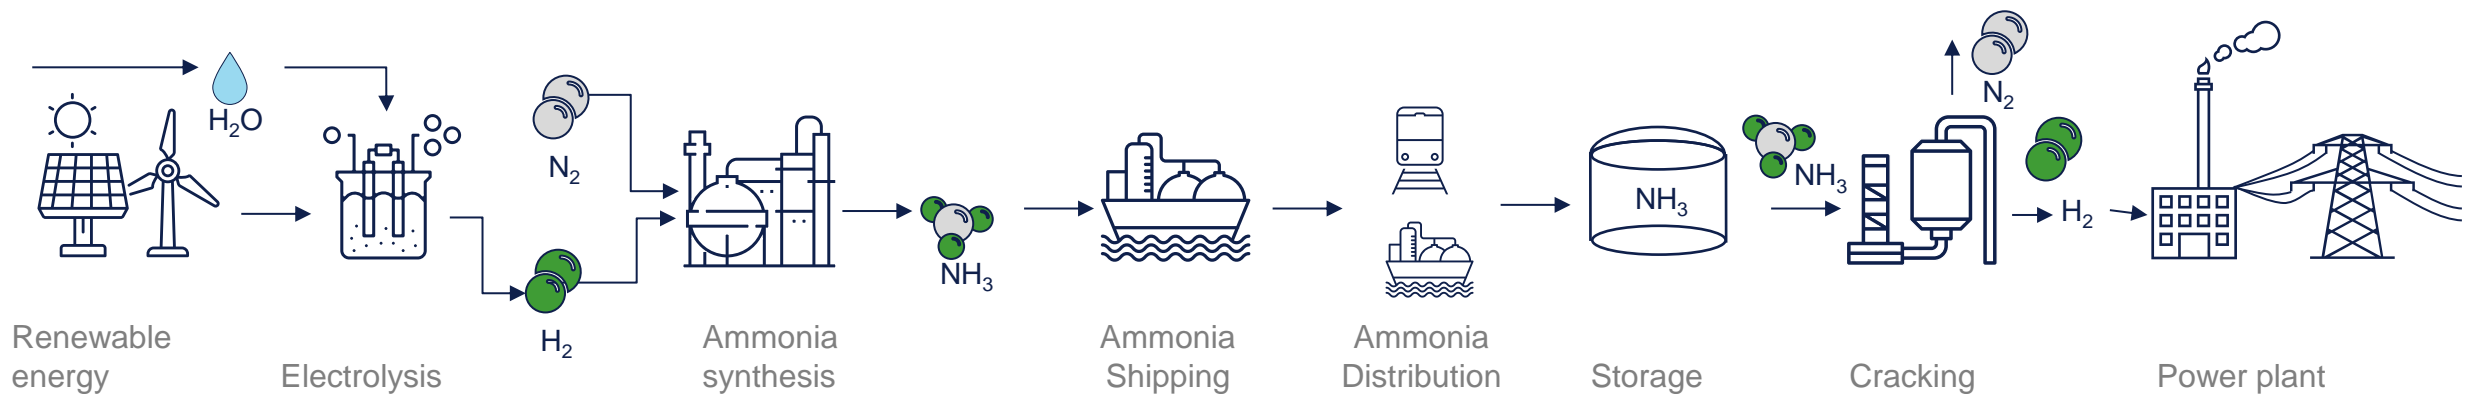 H₂O
N₂
H₂
NH₃
NH₃
NH₃
N₂
H₂
Renewable
energy
Electrolysis
Ammonia
synthesis
Ammonia
Shipping
Ammonia
Distribution
Storage
Cracking
Power plant